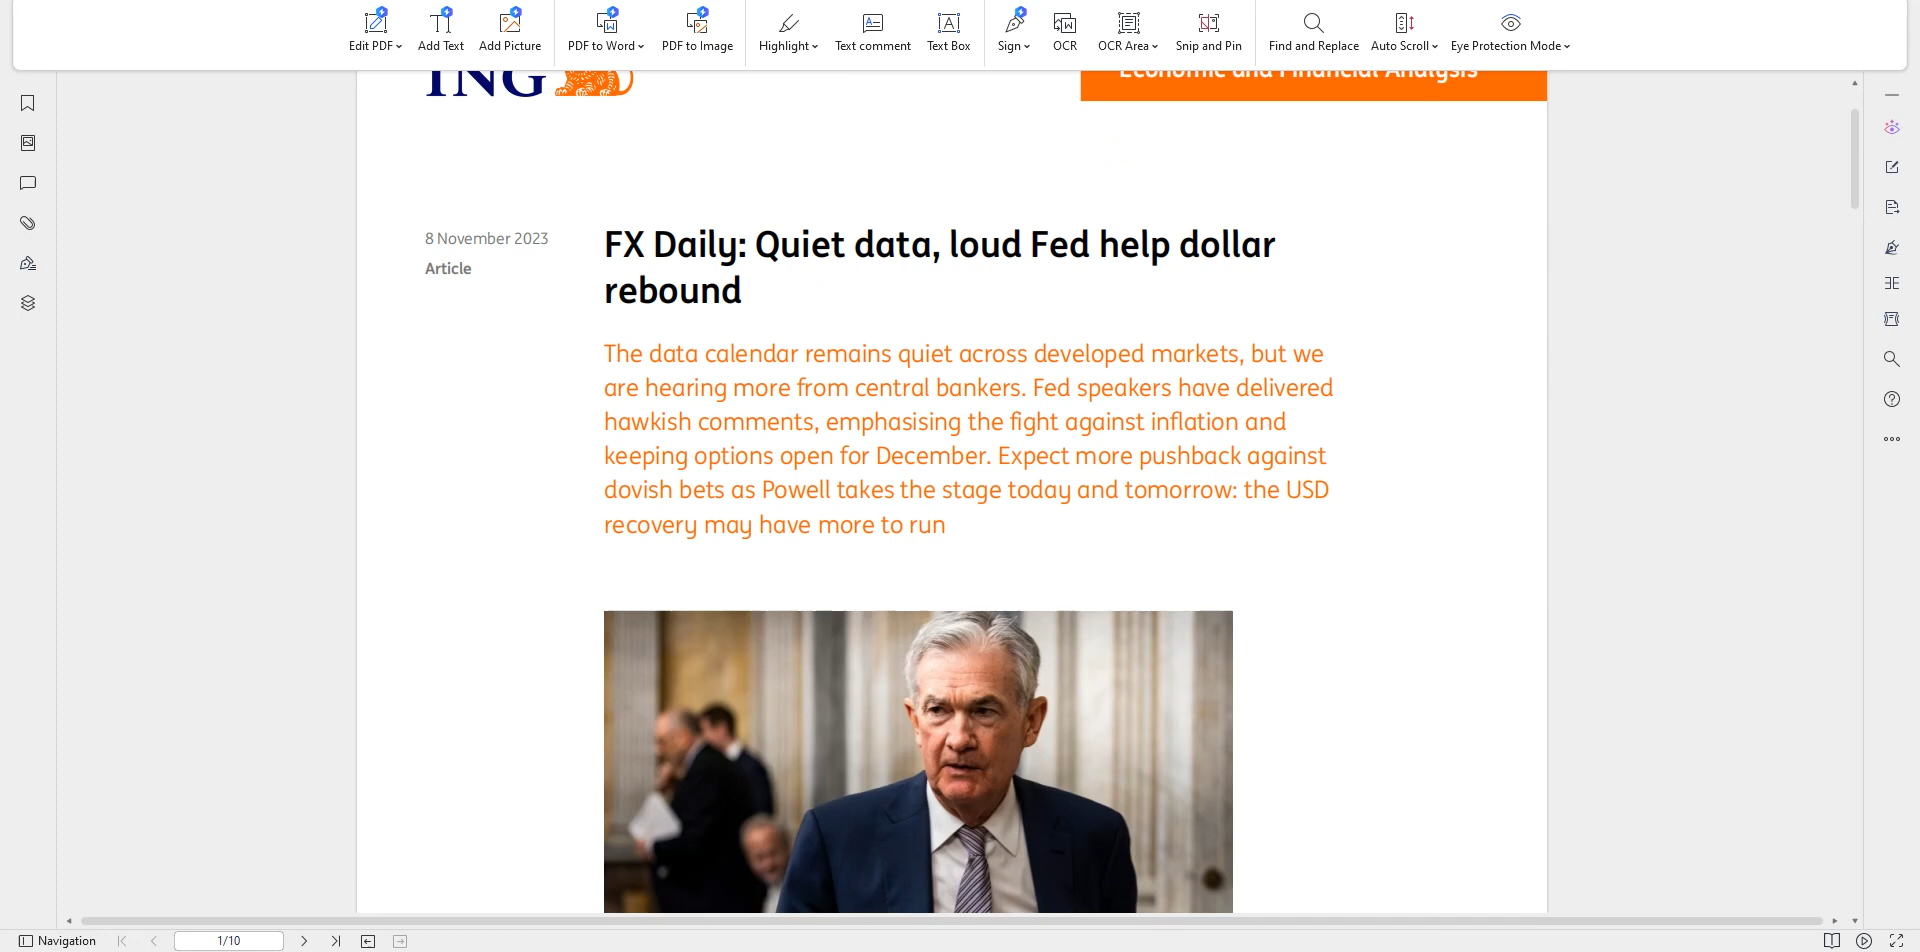 Edit PDF
Add Text
Add Picture
PDF to Word
PDF to Image
Highlight
Text comment
Text Box
Sign
OCR
OCR Area
Snip and Pin
Find and Replace
Auto Scroll
Eye Protection Mode
ING
Economic and Financial Analysis
8 November 2023
Article
FX Daily: Quiet data, loud Fed help dollar
rebound
The data calendar remains quiet across developed markets, but we
are hearing more from central bankers. Fed speakers have delivered
hawkish comments, emphasising the fight against inflation and
keeping options open for December. Expect more pushback against
dovish bets as Powell takes the stage today and tomorrow: the USD
recovery may have more to run
Navigation
1/10